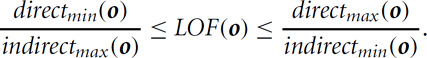 direct_min(o) / indirect_max(o) ≤ LOF(o) ≤ direct_max(o) / indirect_min(o).